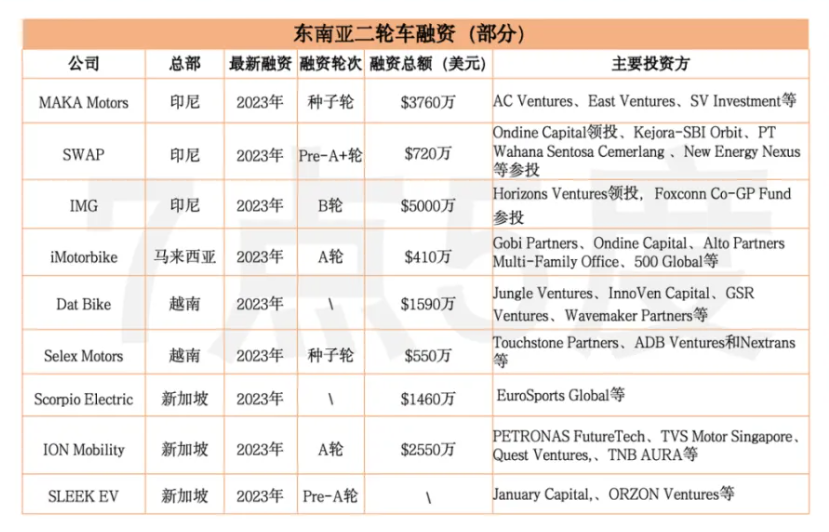 东南亚二轮车融资（部分）
公司 总部 最新融资 融资轮次 融资总额（美元） 主要投资方
MAKA Motors 印尼 2023年 种子轮 $3760万 AC Ventures、East Ventures、SV Investment等
SWAP 印尼 2023年 Pre-A+轮 $720万 Ondine Capital领投、Kejora-SBI Orbit、PT
Wahana Sentosa Cemerlang 、New Energy Nexus
等参投
IMG 印尼 2023年 B轮 $5000万 Horizons Ventures领投，Foxconn Co-GP Fund
参投
iMotorbike 马来西亚 2023年 A轮 $410万 Gobi Partners、Ondine Capital、Alto Partners
Multi-Family Office、500 Global等
Dat Bike 越南 2023年 \ $1590万 Jungle Ventures、InnoVen Capital、GSR
Ventures、Wavemaker Partners等
Selex Motors 越南 2023年 种子轮 $550万 Touchstone Partners、ADB Ventures和Nextrans
等
Scorpio Electric 新加坡 2023年 \ $1460万 EuroSports Global等
ION Mobility 新加坡 2023年 A轮 $2550万 PETRONAS FutureTech、TVS Motor Singapore、
Quest Ventures,、TNB AURA等
SLEEK EV 新加坡 2023年 Pre-A轮 \ January Capital,、ORZON Ventures等
7点5度